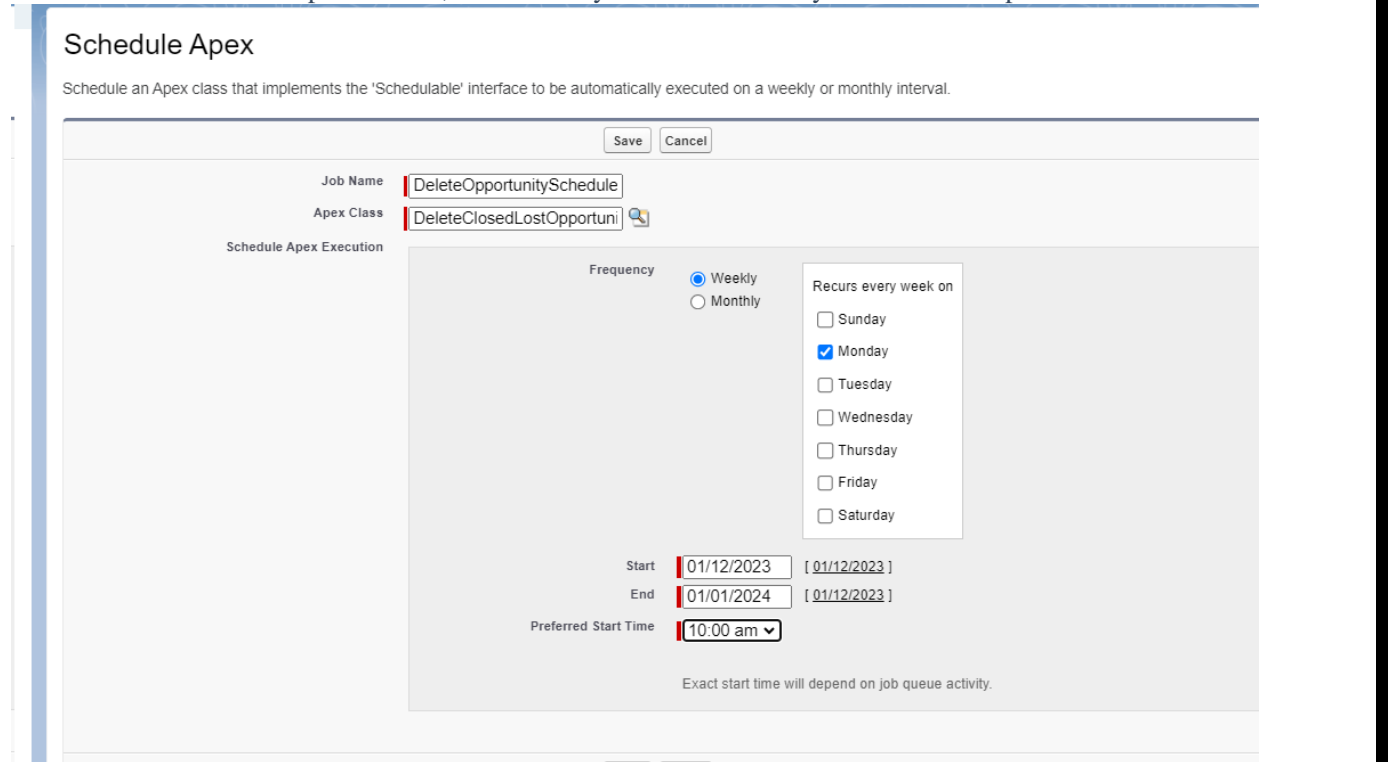 Schedule Apex
Schedule an Apex class that implements the 'Schedulable' interface to be automatically executed on a weekly or monthly interval.
Save Cancel
Job Name DeleteOpportunitySchedule
Apex Class DeleteClosedLostOpportuni
Schedule Apex Execution
Frequency Weekly
Monthly
Recurs every week on
Sunday
Monday
Tuesday
Wednesday
Thursday
Friday
Saturday
Start 01/12/2023 [ 01/12/2023 ]
End 01/01/2024 [ 01/12/2023 ]
Preferred Start Time 10:00 am
Exact start time will depend on job queue activity.